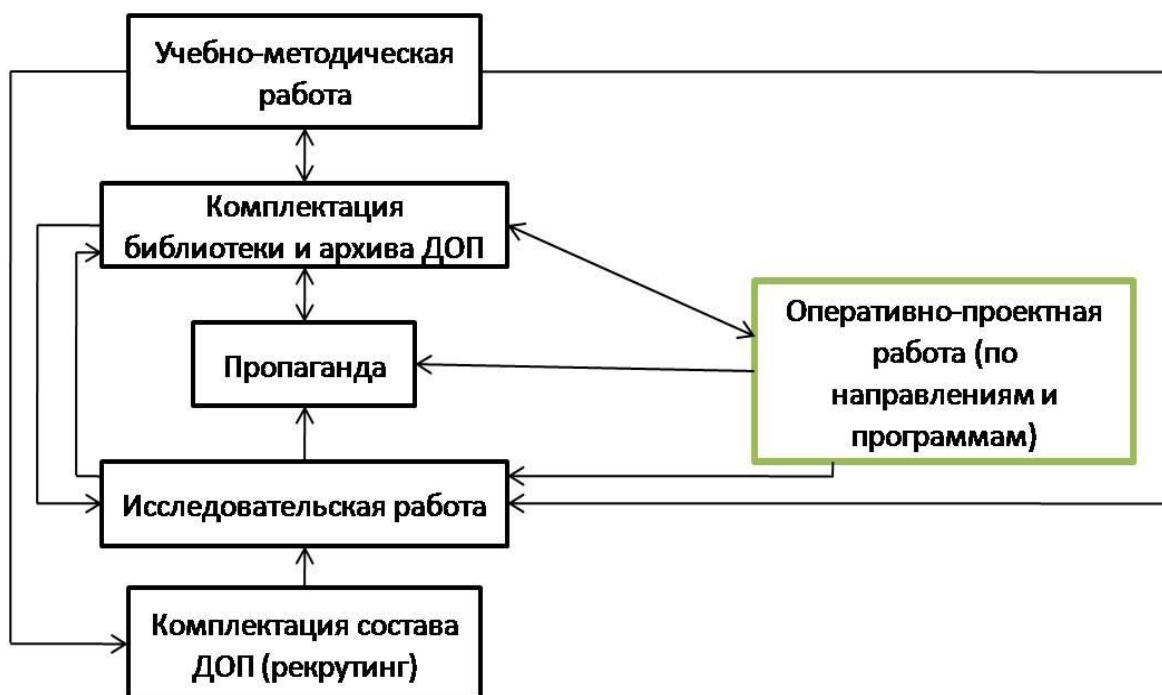 Учебно-методическая
работа
Комплектация
библиотеки и архива ДОП
Пропаганда
Оперативно-проектная
работа (по
направлениям и
программам)
Исследовательская работа
Комплектация состава
ДОП (рекрутинг)